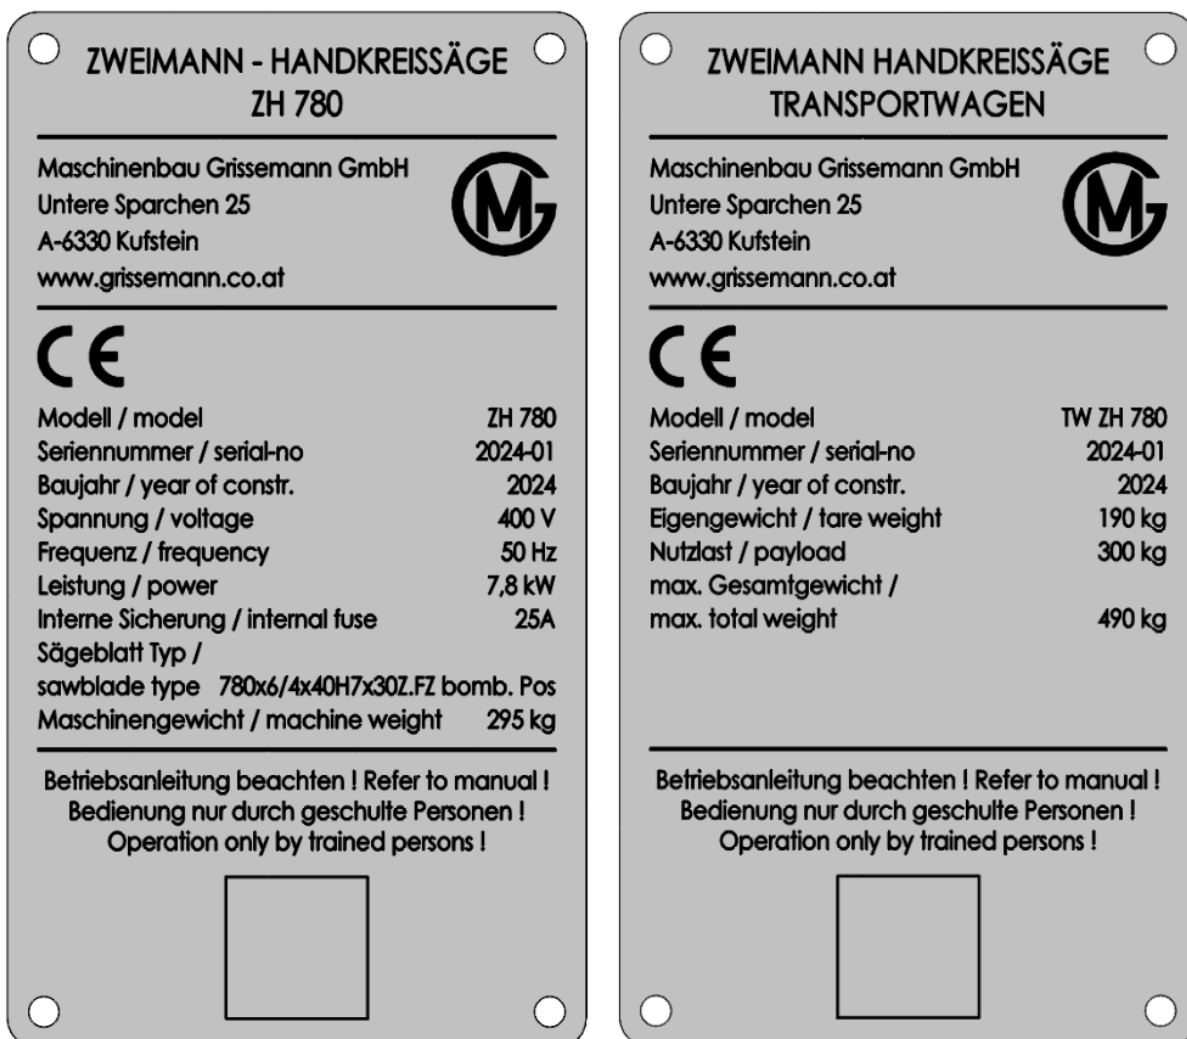 ZWEIMANN - HANDKREISSÄGE
ZH 780
Maschinenbau Grissemann GmbH
Untere Sparchen 25
A-6330 Kufstein
www.grissemann.co.at
MG
CE
Modell / model ZH 780
Seriennummer / serial-no 2024-01
Baujahr / year of constr. 2024
Spannung / voltage 400 V
Frequenz / frequency 50 Hz
Leistung / power 7,8 kW
Interne Sicherung / internal fuse 25A
Sägeblatt Typ /
sawblade type 780x6/4x40H7x30Z.FZ bomb. Pos
Maschinengewicht / machine weight 295 kg
Betriebsanleitung beachten ! Refer to manual !
Bedienung nur durch geschulte Personen !
Operation only by trained persons !
ZWEIMANN HANDKREISSÄGE
TRANSPORTWAGEN
Maschinenbau Grissemann GmbH
Untere Sparchen 25
A-6330 Kufstein
www.grissemann.co.at
MG
CE
Modell / model TW ZH 780
Seriennummer / serial-no 2024-01
Baujahr / year of constr. 2024
Eigengewicht / tare weight 190 kg
Nutzlast / payload 300 kg
max. Gesamtgewicht /
max. total weight 490 kg
Betriebsanleitung beachten ! Refer to manual !
Bedienung nur durch geschulte Personen !
Operation only by trained persons !